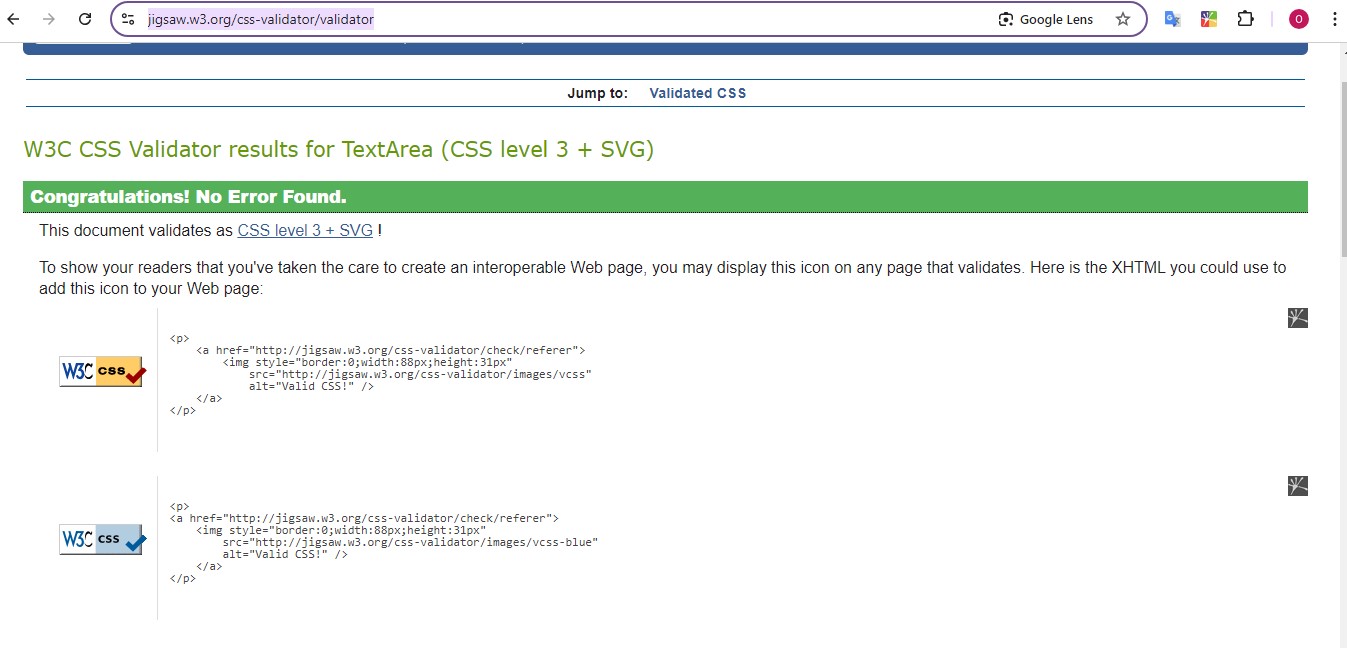 jigsaw.w3.org/css-validator/validator
Google Lens
O
Jump to: Validated CSS
W3C CSS Validator results for TextArea (CSS level 3 + SVG)
Congratulations! No Error Found.
This document validates as CSS level 3 + SVG !
To show your readers that you've taken the care to create an interoperable Web page, you may display this icon on any page that validates. Here is the XHTML you could use to
add this icon to your Web page:
W3C css
<p>
    <a href="http://jigsaw.w3.org/css-validator/check/referer">
        <img style="border:0;width:88px;height:31px"
            src="http://jigsaw.w3.org/css-validator/images/vcss"
            alt="Valid CSS!" />
    </a>
</p>
W3C css
<p>
<a href="http://jigsaw.w3.org/css-validator/check/referer">
    <img style="border:0;width:88px;height:31px"
        src="http://jigsaw.w3.org/css-validator/images/vcss-blue"
        alt="Valid CSS!" />
    </a>
</p>